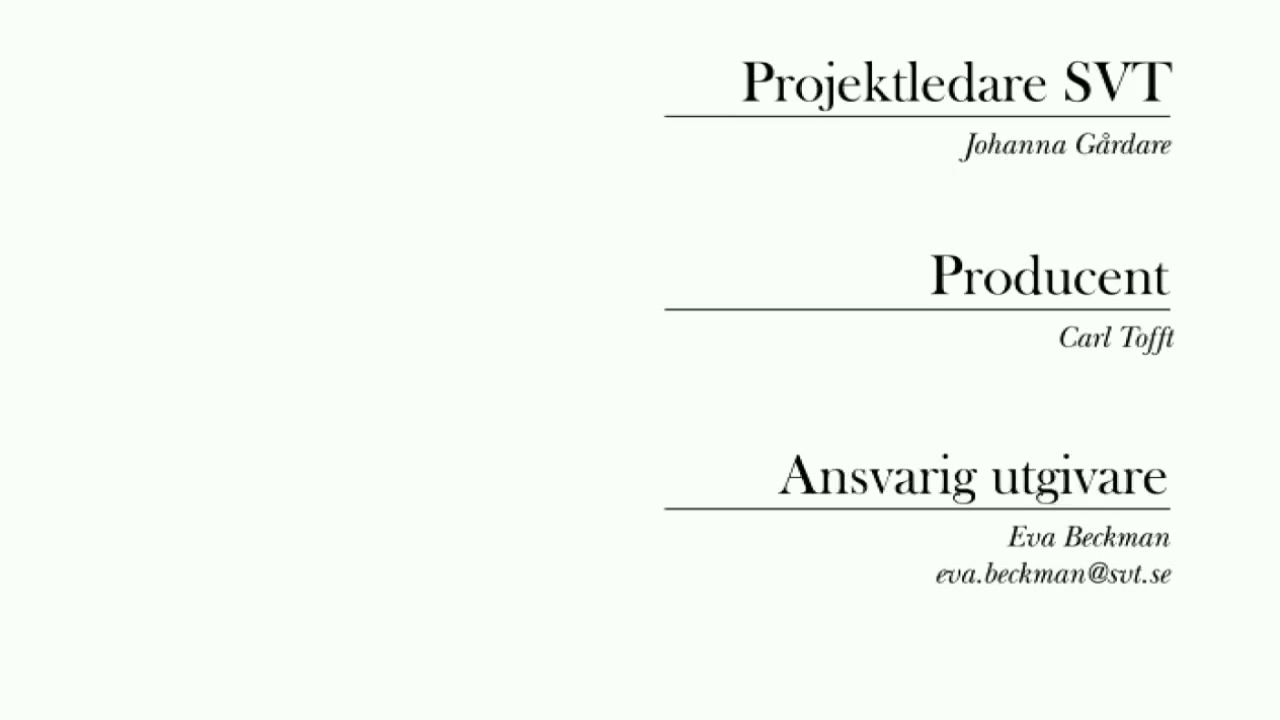 Projektledare SVT
Johanna Gårdare
Producent
Carl Tofft
Ansvarig utgivare
Eva Beckman
eva.beckman@svt.se